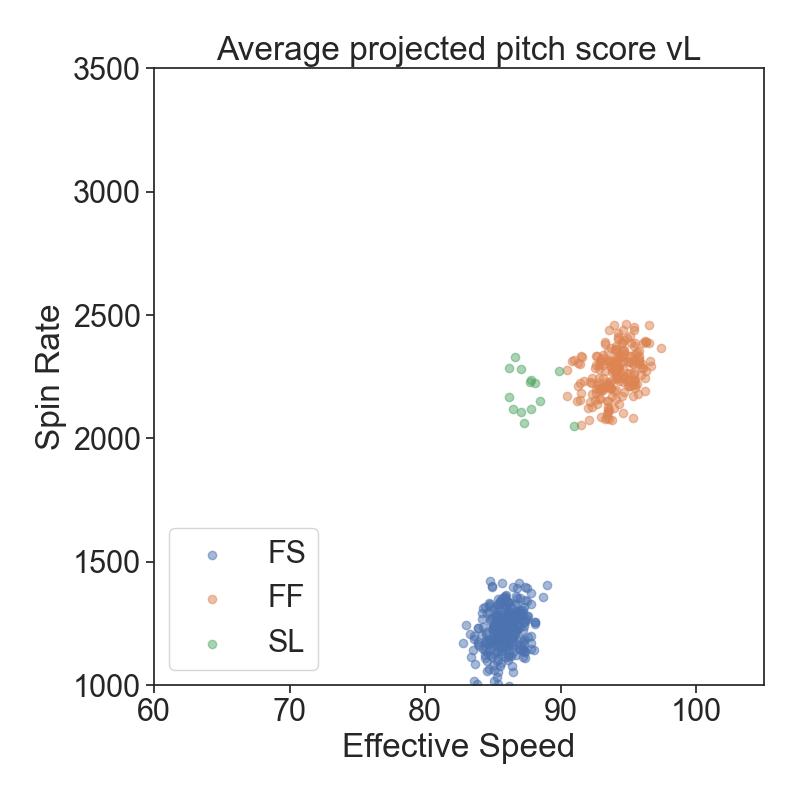 Average projected pitch score vL
3500
3000
2500
2000
1500
1000
Spin Rate
FS
FF
SL
60 70 80 90 100
Effective Speed